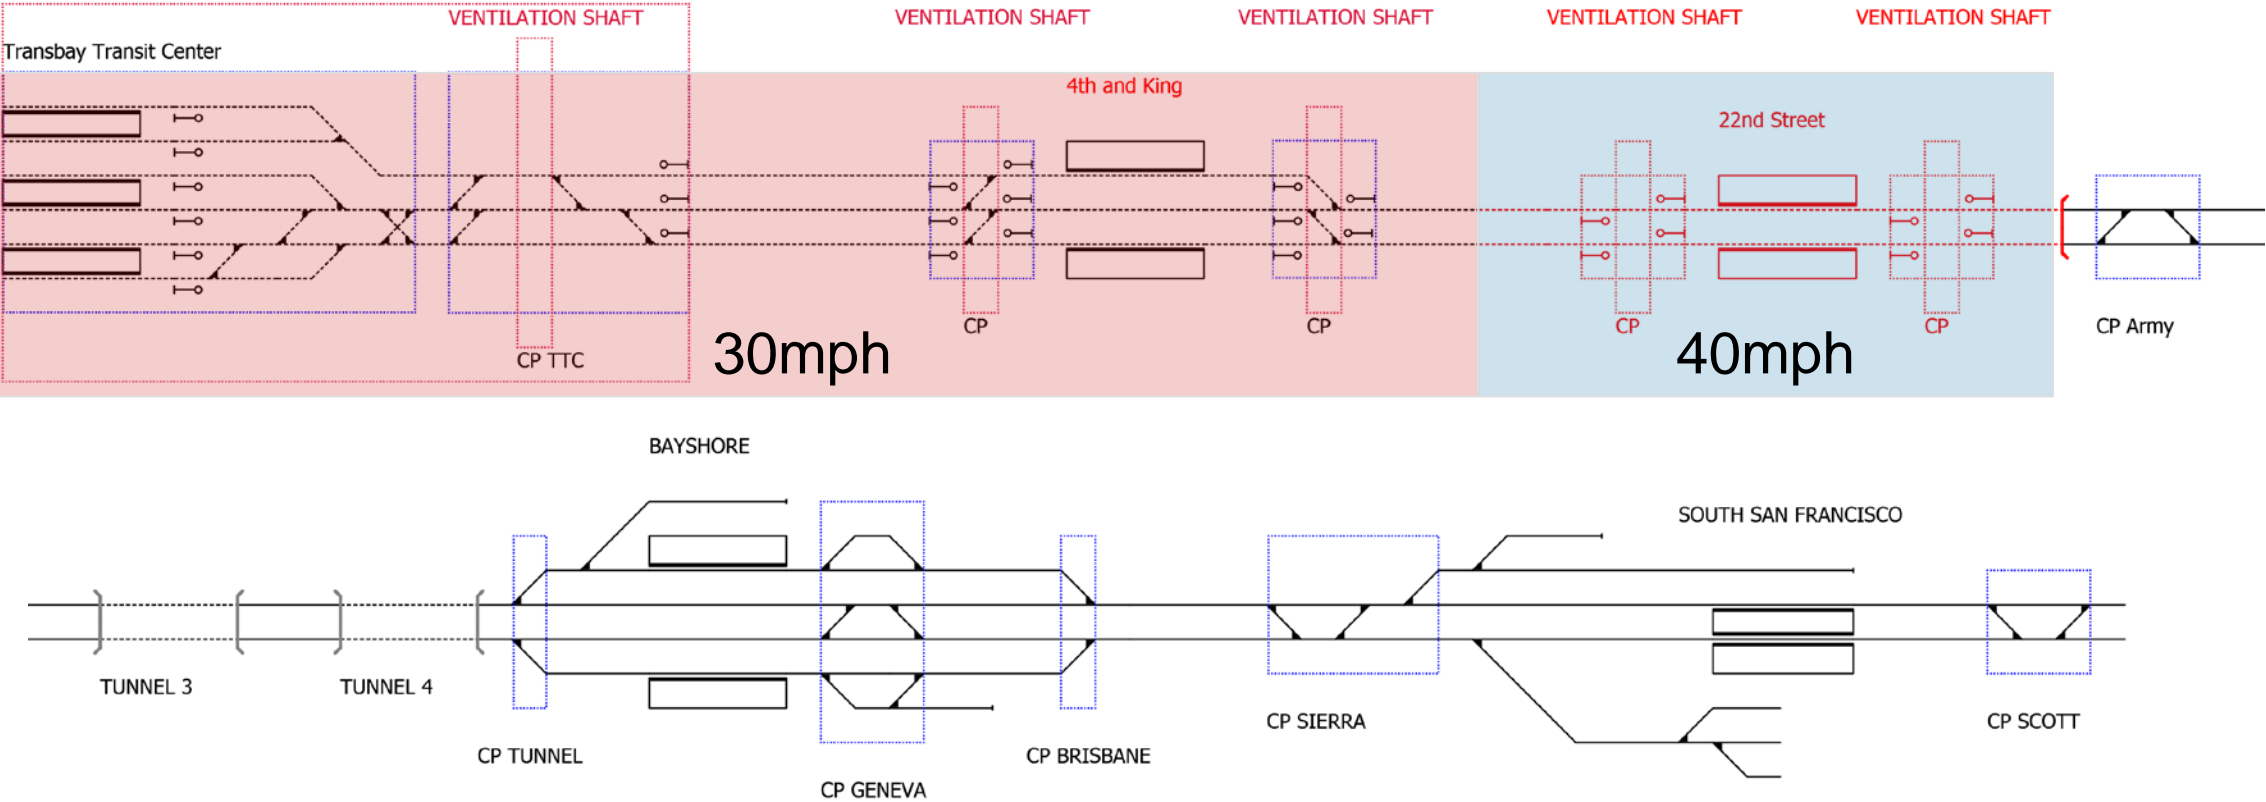 VENTILATION SHAFT
VENTILATION SHAFT
VENTILATION SHAFT
VENTILATION SHAFT
VENTILATION SHAFT
Transbay Transit Center
4th and King
22nd Street
CP
CP
CP
CP
CP Army
CP TTC
30mph
40mph
BAYSHORE
SOUTH SAN FRANCISCO
TUNNEL 3
TUNNEL 4
CP SIERRA
CP SCOTT
CP TUNNEL
CP BRISBANE
CP GENEVA